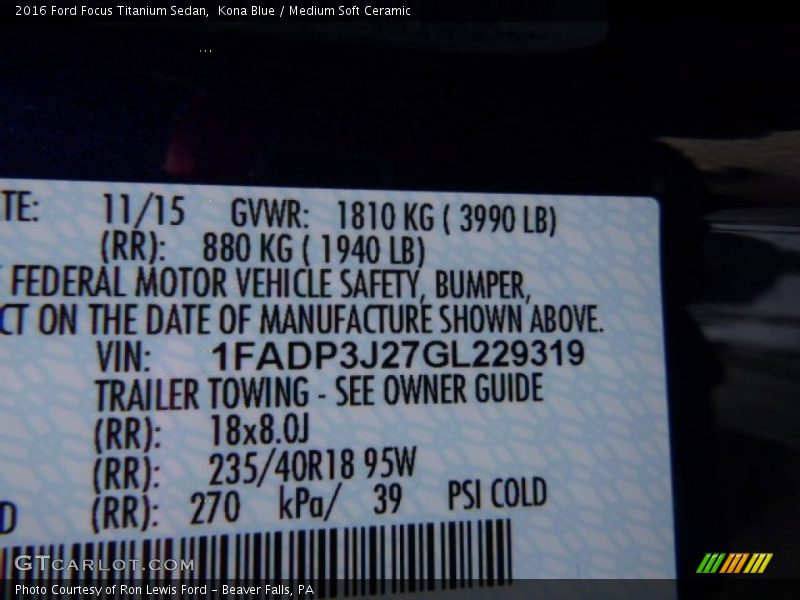 2016 Ford Focus Titanium Sedan, Kona Blue / Medium Soft Ceramic
TE: 11/15 GVWR: 1810 KG ( 3990 LB)
(RR): 880 KG ( 1940 LB)
FEDERAL MOTOR VEHICLE SAFETY, BUMPER,
CT ON THE DATE OF MANUFACTURE SHOWN ABOVE.
VIN: 1FADP3J27GL229319
TRAILER TOWING - SEE OWNER GUIDE
(RR): 18x8.0J
(RR): 235/40R18 95W
D (RR): 270 kPa/ 39 PSI COLD
GTcarlot.com
Photo Courtesy of Ron Lewis Ford - Beaver Falls, PA